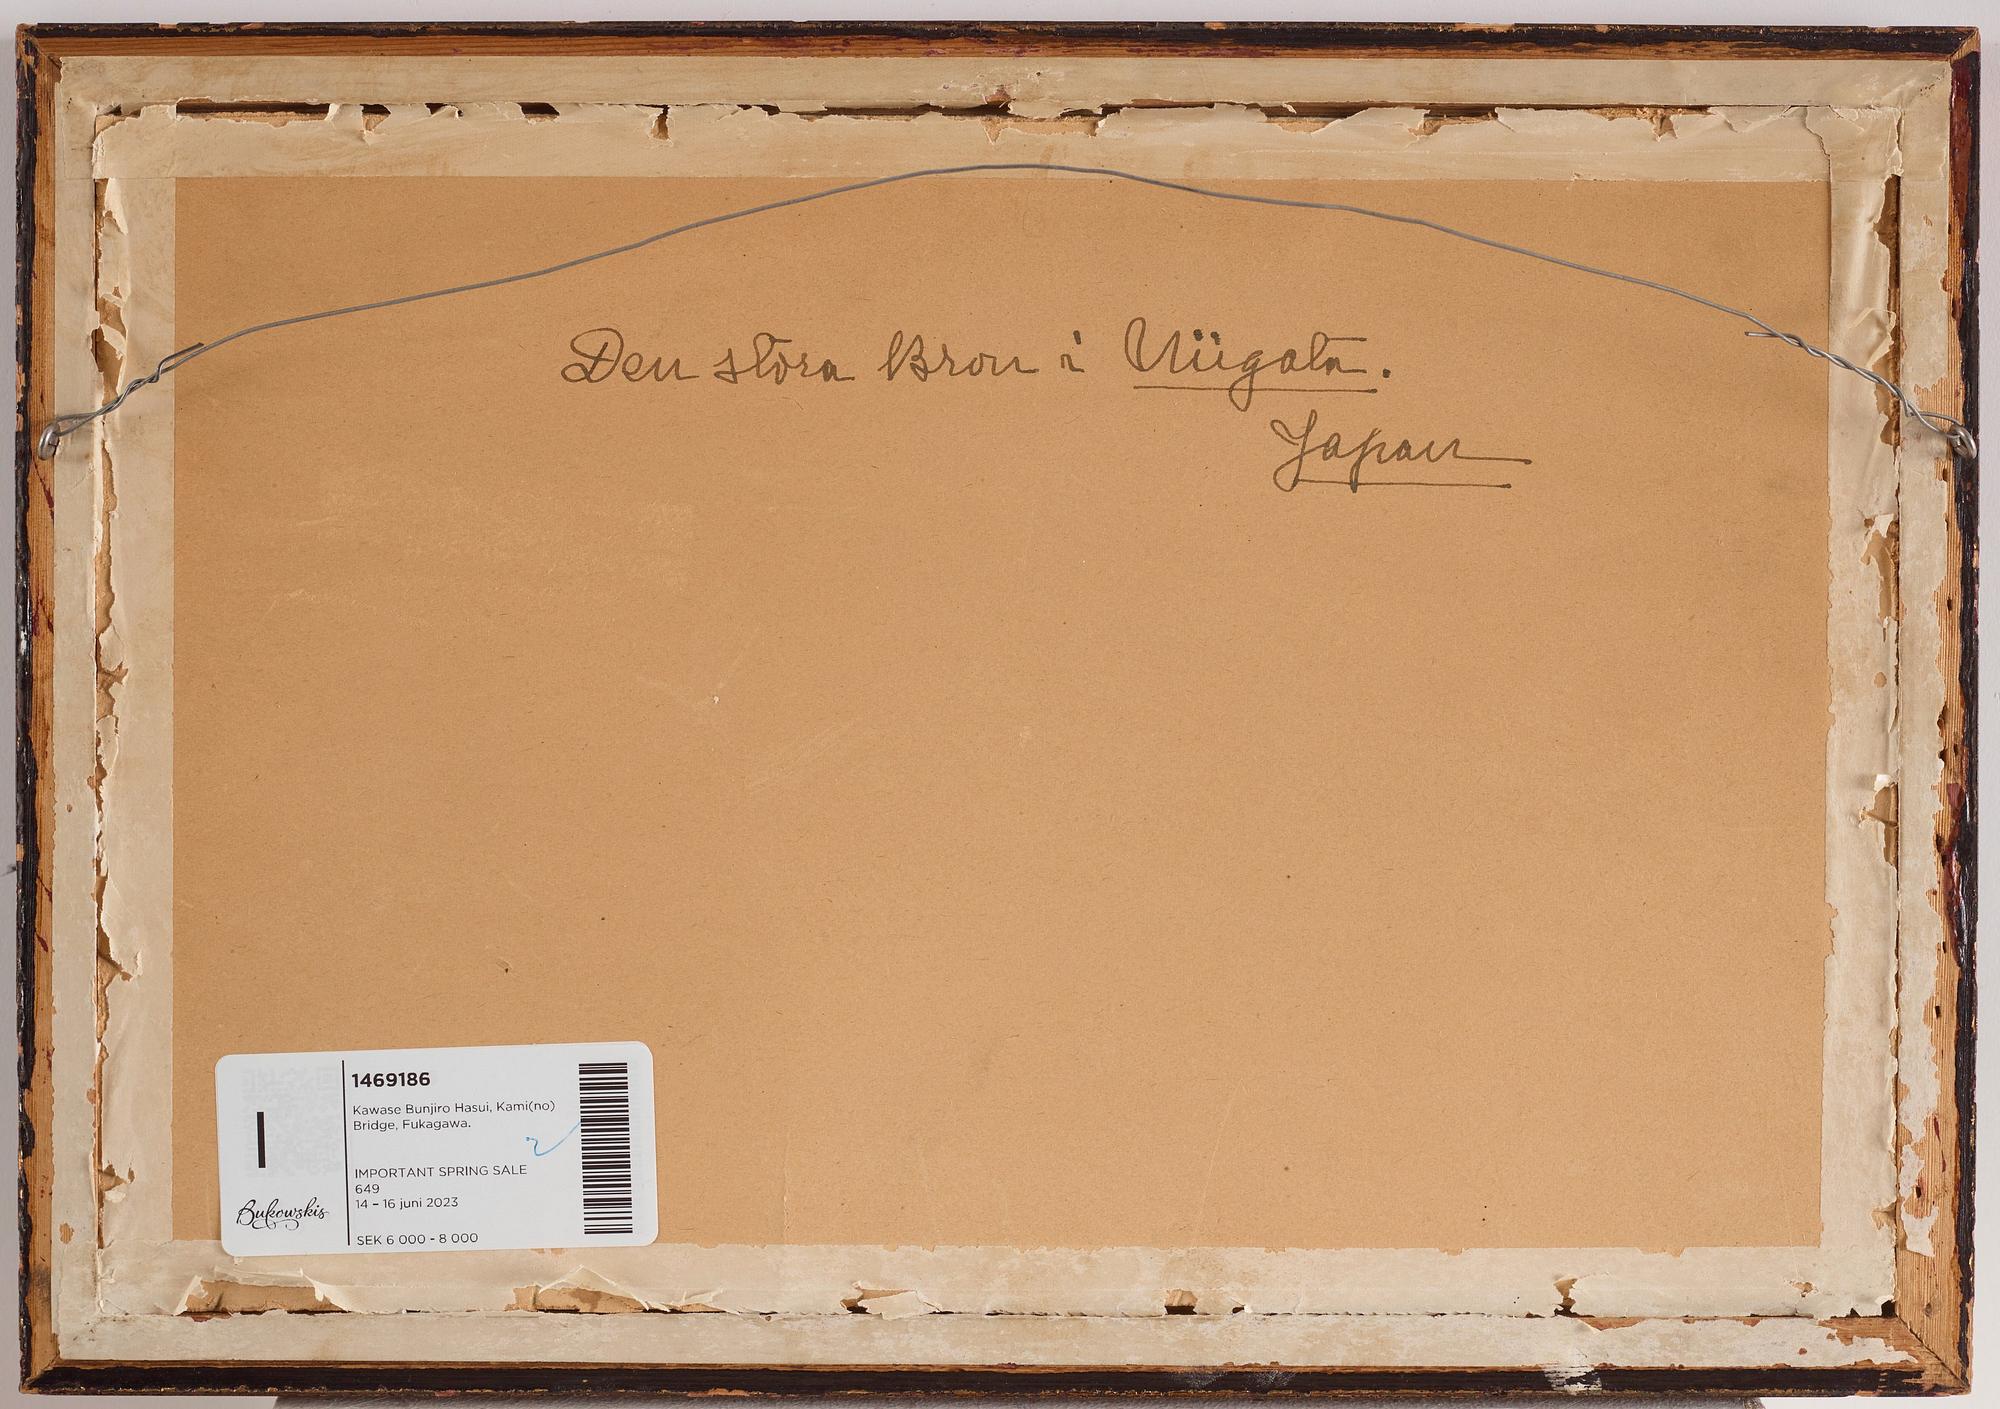 Den stora Bron i Niigata.
Japan
1469186
Kawase Bunjiro Hasui, Kami(no)
Bridge, Fukagawa.
IMPORTANT SPRING SALE
649
14 – 16 juni 2023
SEK 6 000 - 8 000
I
Bukowskis